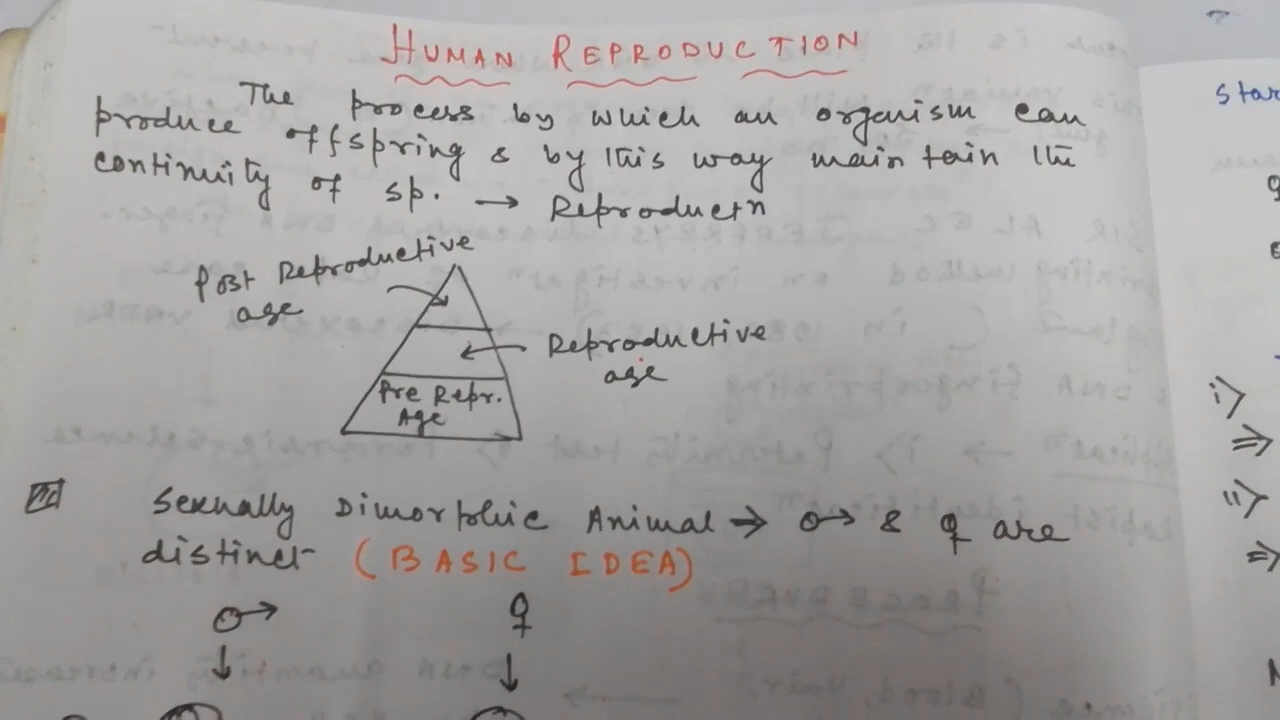 HUMAN REPRODUCTION
The process by which an organism can
produce offspring & by this way maintain the
continuity of sp. → Reproductn
Post Reproductive
age
Reproductive
age
Pre Repr.
Age
Sexually Dimorphic Animal → ♂ & ♀ are
distinct (BASIC IDEA)
♂ ♀
↓ ↓
Star
i)
⇒
ii)
⇒